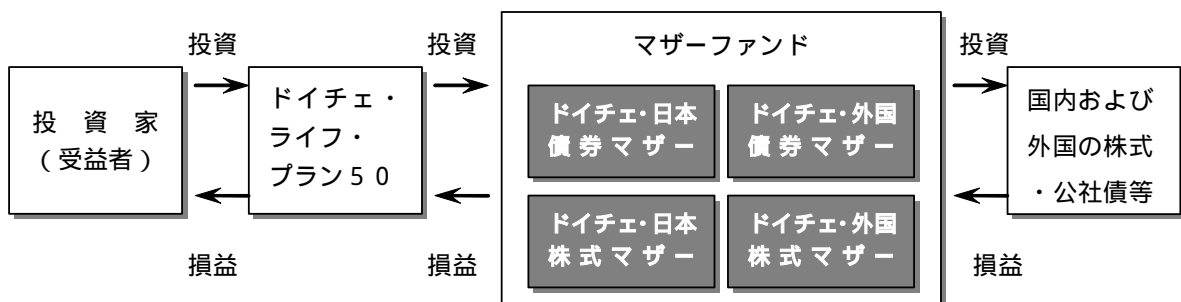 投資
投資
マザーファンド
投資
投 資 家
（受益者）
ドイチェ・
ライフ・
プラン５０
ドイチェ・日本
債券マザー
ドイチェ・外国
債券マザー
ドイチェ・日本
株式マザー
ドイチェ・外国
株式マザー
国内および
外国の株式
・公社債等
損益
損益
損益